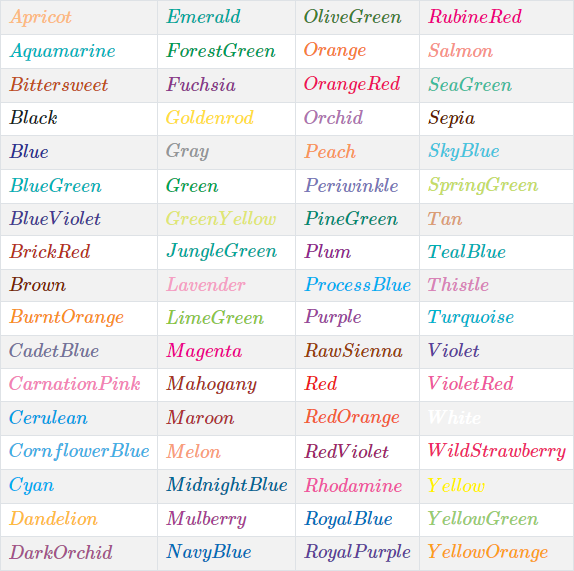 Apricot Emerald OliveGreen RubineRed
Aquamarine ForestGreen Orange Salmon
Bittersweet Fuchsia OrangeRed SeaGreen
Black Goldenrod Orchid Sepia
Blue Gray Peach SkyBlue
BlueGreen Green Periwinkle SpringGreen
BlueViolet GreenYellow PineGreen Tan
BrickRed JungleGreen Plum TealBlue
Brown Lavender ProcessBlue Thistle
BurntOrange LimeGreen Purple Turquoise
CadetBlue Magenta RawSienna Violet
CarnationPink Mahogany Red VioletRed
Cerulean Maroon RedOrange White
CornflowerBlue Melon RedViolet WildStrawberry
Cyan MidnightBlue Rhodamine Yellow
Dandelion Mulberry RoyalBlue YellowGreen
DarkOrchid NavyBlue RoyalPurple YellowOrange